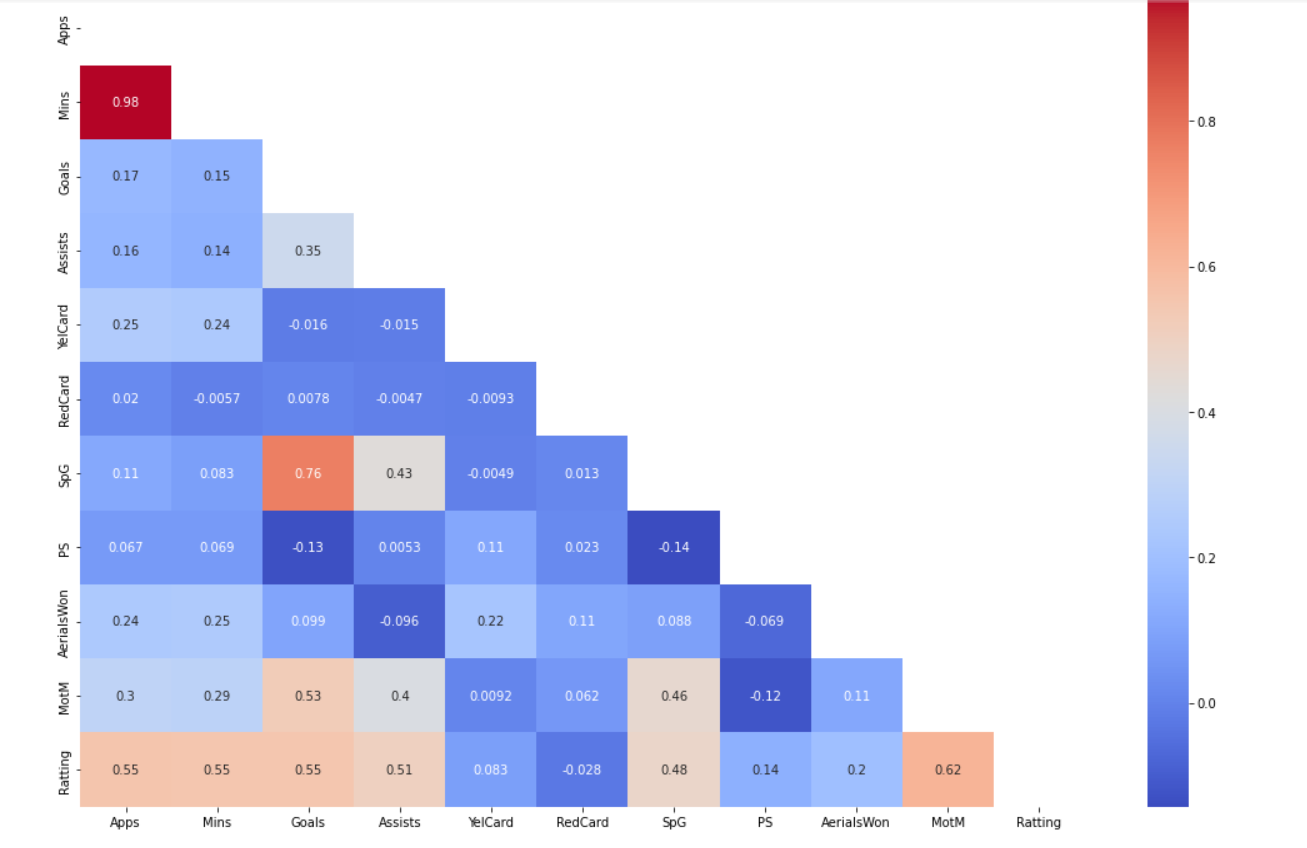 Apps
Mins 0.98 0.8
Goals 0.17 0.15
Assists 0.16 0.14 0.35 0.6
YelCard 0.25 0.24 -0.016 -0.015
RedCard 0.02 -0.0057 0.0078 -0.0047 -0.0093 0.4
SpG 0.11 0.083 0.76 0.43 -0.0049 0.013
PS 0.067 0.069 -0.13 0.0053 0.11 0.023 -0.14 0.2
AerialsWon 0.24 0.25 0.099 -0.096 0.22 0.11 0.088 -0.069
MotM 0.3 0.29 0.53 0.4 0.0092 0.062 0.46 -0.12 0.11 0.0
Ratting 0.55 0.55 0.55 0.51 0.083 -0.028 0.48 0.14 0.2 0.62
Apps Mins Goals Assists YelCard RedCard SpG PS AerialsWon MotM Ratting